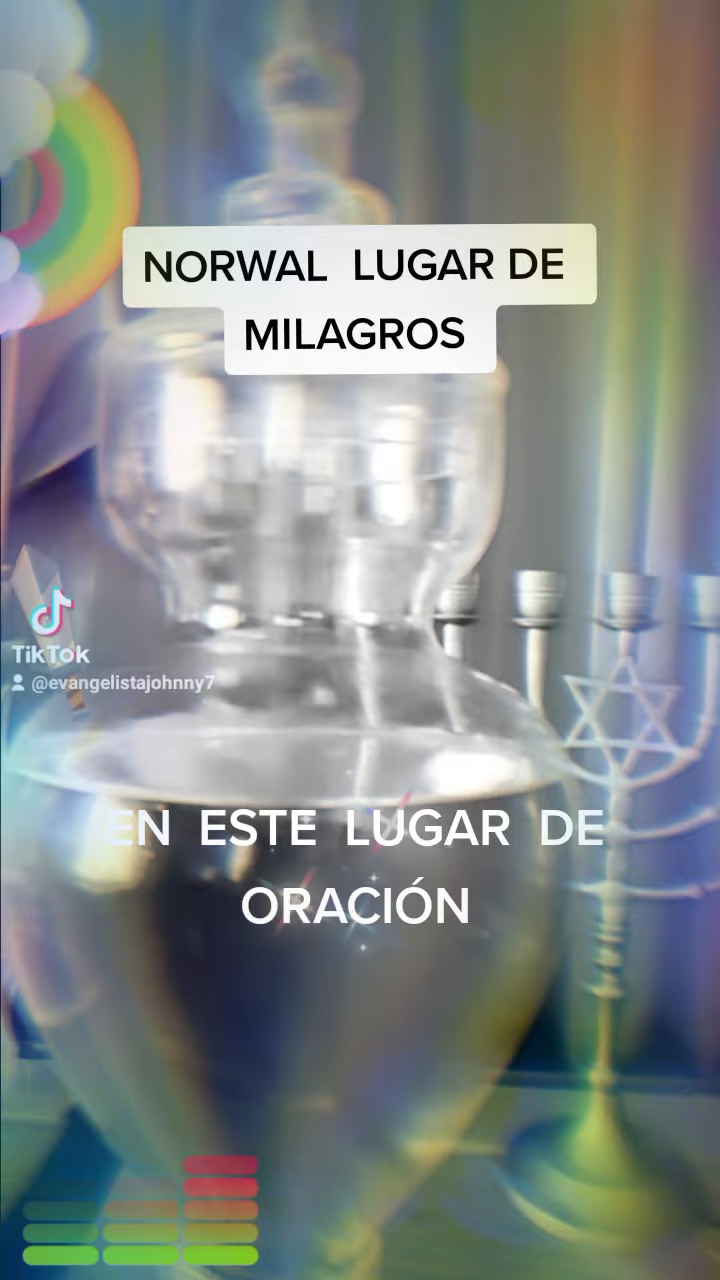 NORWAL LUGAR DE
MILAGROS
TikTok
@evangelistajohnny7
EN ESTE LUGAR DE
ORACIÓN